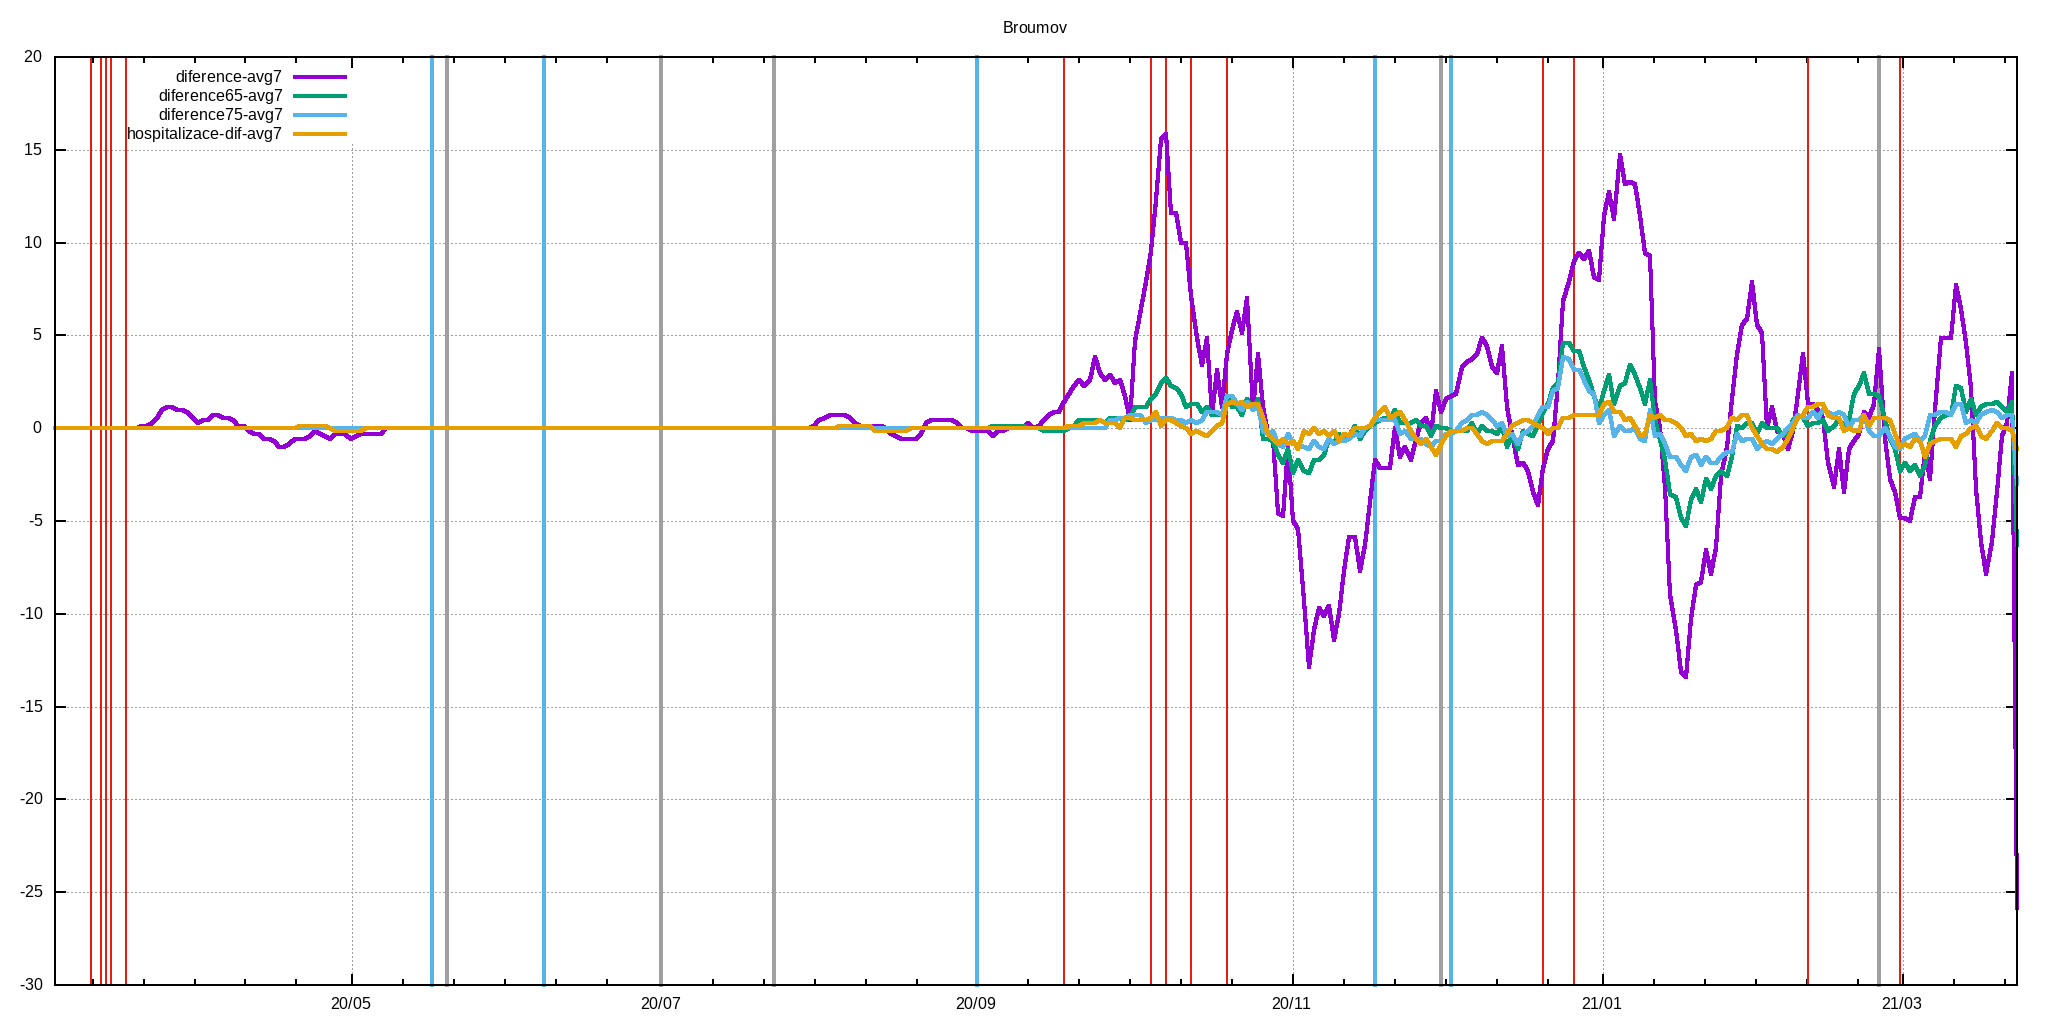 Broumov
diference-avg7
diference65-avg7
diference75-avg7
hospitalizace-dif-avg7
20
15
10
5
0
-5
-10
-15
-20
-25
-30
20/05 20/07 20/09 20/11 21/01 21/03